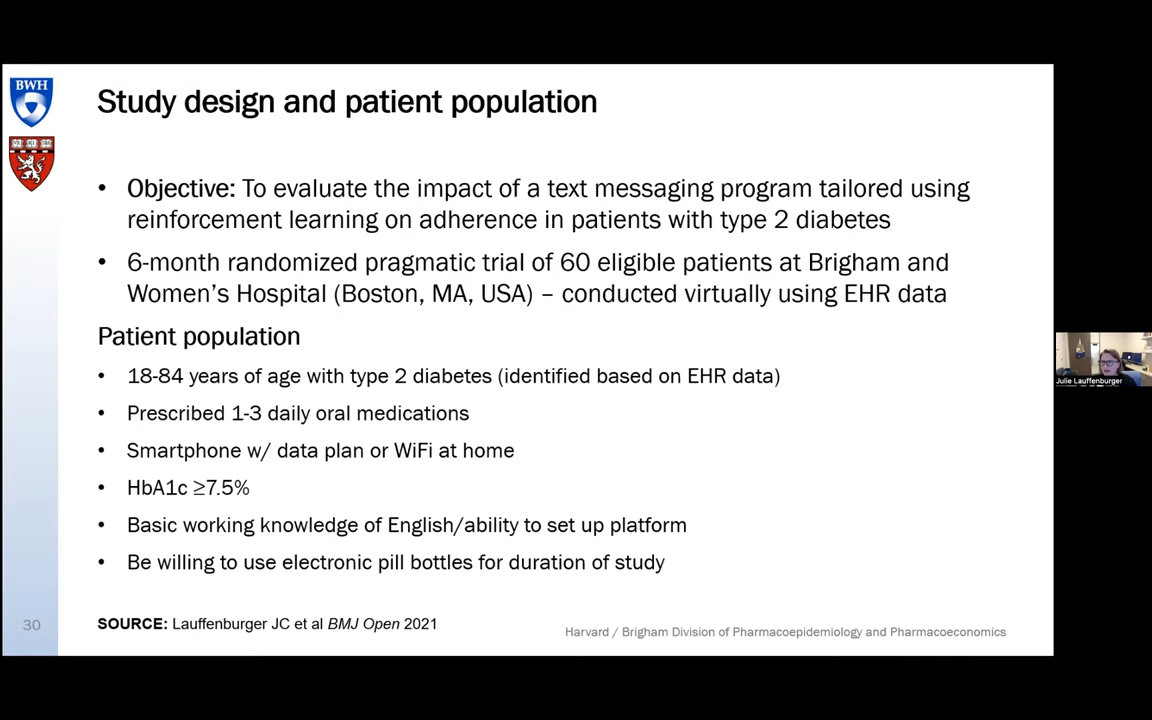 BWH
Study design and patient population
• Objective: To evaluate the impact of a text messaging program tailored using
reinforcement learning on adherence in patients with type 2 diabetes
• 6-month randomized pragmatic trial of 60 eligible patients at Brigham and
Women's Hospital (Boston, MA, USA) – conducted virtually using EHR data
Patient population
• 18-84 years of age with type 2 diabetes (identified based on EHR data)
• Prescribed 1-3 daily oral medications
• Smartphone w/ data plan or WiFi at home
• HbA1c ≥7.5%
• Basic working knowledge of English/ability to set up platform
• Be willing to use electronic pill bottles for duration of study
Julie Lauffenburger
30
SOURCE: Lauffenburger JC et al BMJ Open 2021
Harvard / Brigham Division of Pharmacoepidemiology and Pharmacoeconomics